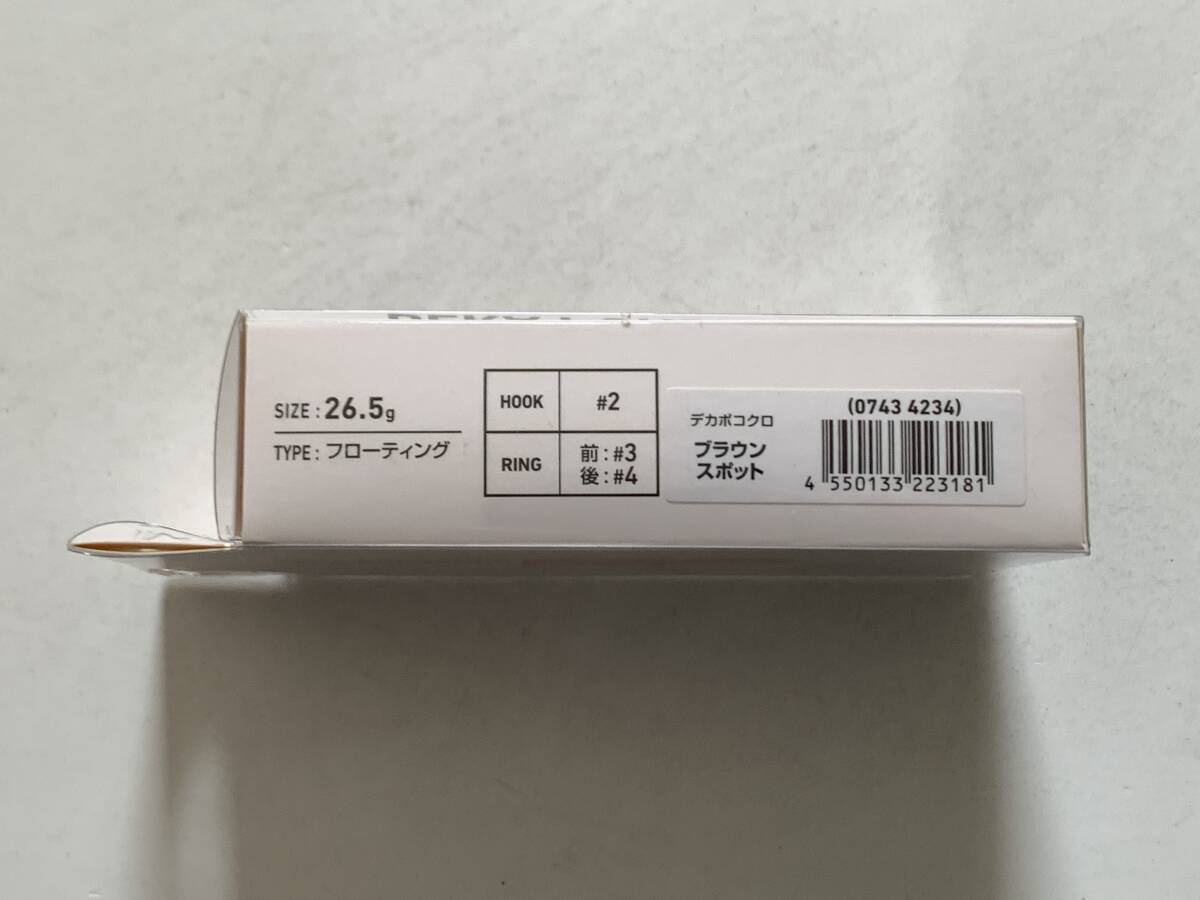 SIZE : 26.5g
TYPE : フローティング
HOOK #2
RING 前 : #3
後 : #4
デカポコクロ
ブラウン
スポット
(0743 4234)
4 550133 223181